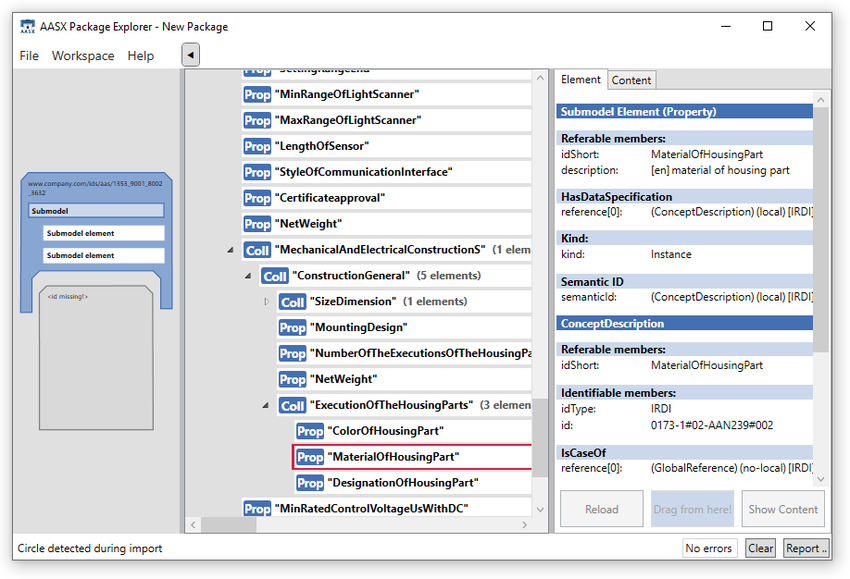 AASX Package Explorer - New Package
File Workspace Help
www.company.com/ids/aas/1353_9001_8002
_3632
Submodel
Submodel element
Submodel element
<id missing!>
Prop "SettingRangeEnd"
Prop "MinRangeOfLightScanner"
Prop "MaxRangeOfLightScanner"
Prop "LengthOfSensor"
Prop "StyleOfCommunicationInterface"
Prop "Certificateapproval"
Prop "NetWeight"
Coll "MechanicalAndElectricalConstructionS" (1 elem
Coll "ConstructionGeneral" (5 elements)
Coll "SizeDimension" (1 elements)
Prop "MountingDesign"
Prop "NumberOfTheExecutionsOfTheHousingPa
Prop "NetWeight"
Coll "ExecutionOfTheHousingParts" (3 elemen
Prop "ColorOfHousingPart"
Prop "MaterialOfHousingPart"
Prop "DesignationOfHousingPart"
Prop "MinRatedControlVoltageUsWithDC"
Element Content
Submodel Element (Property)
Referable members:
idShort: MaterialOfHousingPart
description: [en] material of housing part
HasDataSpecification
reference[0]: (ConceptDescription) (local) [IRDI]
Kind:
kind: Instance
Semantic ID
semanticId: (ConceptDescription) (local) [IRDI]
ConceptDescription
Referable members:
idShort: MaterialOfHousingPart
Identifiable members:
idType: IRDI
id: 0173-1#02-AAN239#002
IsCaseOf
reference[0]: (GlobalReference) (no-local) [IRDI]
Reload Drag from here! Show Content
Circle detected during import
No errors Clear Report ..